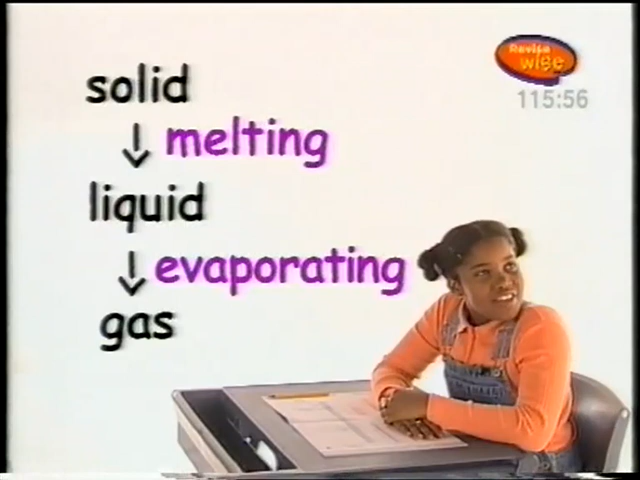 solid
melting
liquid
evaporating
gas
Revise
wise
115:56